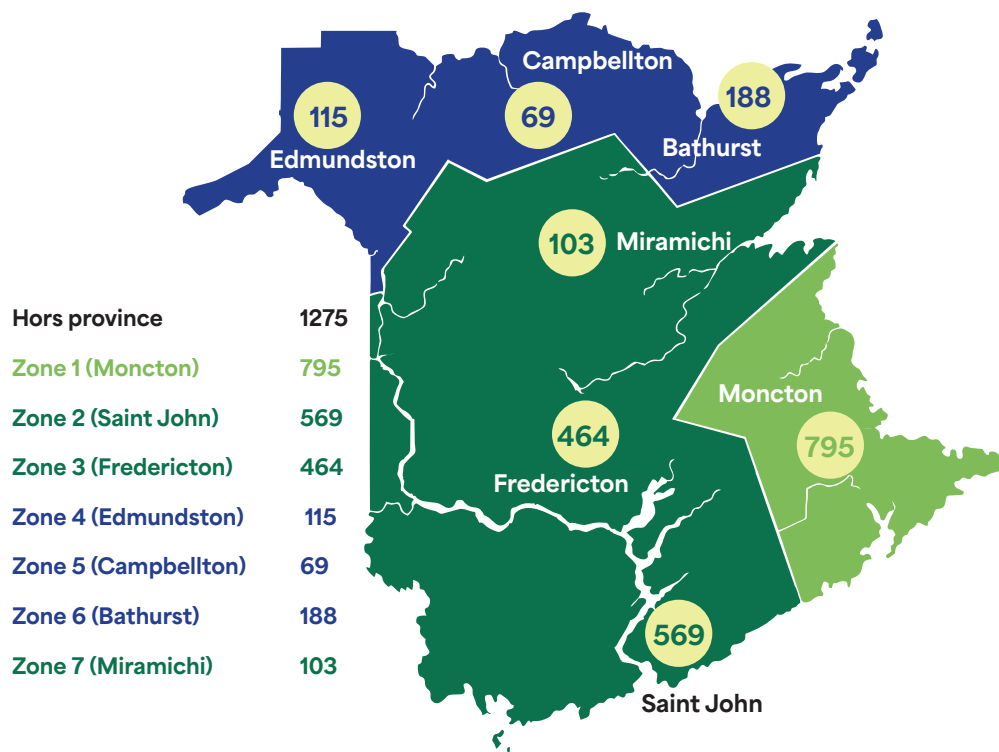 Campbellton
188
115
69
Bathurst
Edmundston
103 Miramichi
Hors province 1275
Zone 1 (Moncton) 795
Zone 2 (Saint John) 569
Zone 3 (Fredericton) 464
Zone 4 (Edmundston) 115
Zone 5 (Campbellton) 69
Zone 6 (Bathurst) 188
Zone 7 (Miramichi) 103
Moncton
795
464
Fredericton
569
Saint John